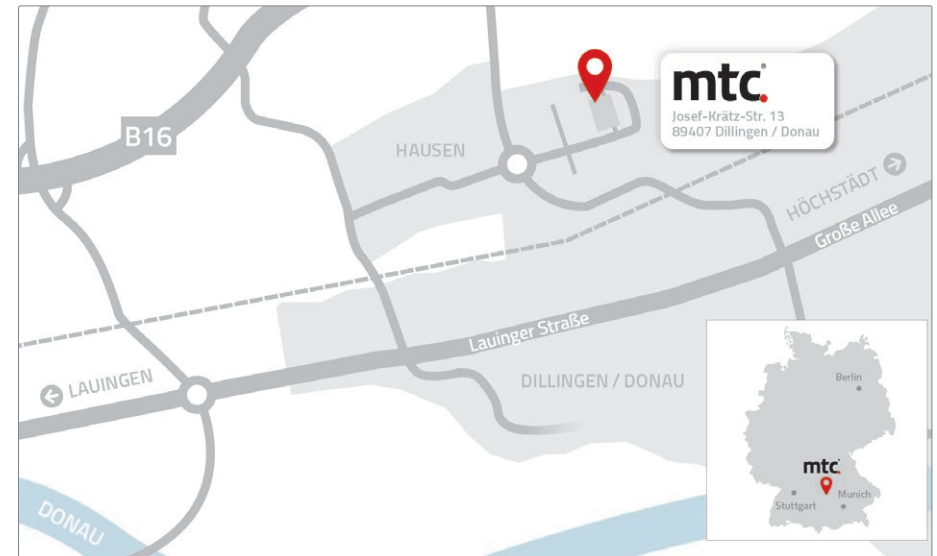 B16
mtc.®
Josef-Krätz-Str. 13
89407 Dillingen / Donau
HAUSEN
HÖCHSTÄDT
Große Allee
Lauinger Straße
LAUINGEN
DILLINGEN / DONAU
DONAU
Berlin
mtc.
Stuttgart
Munich